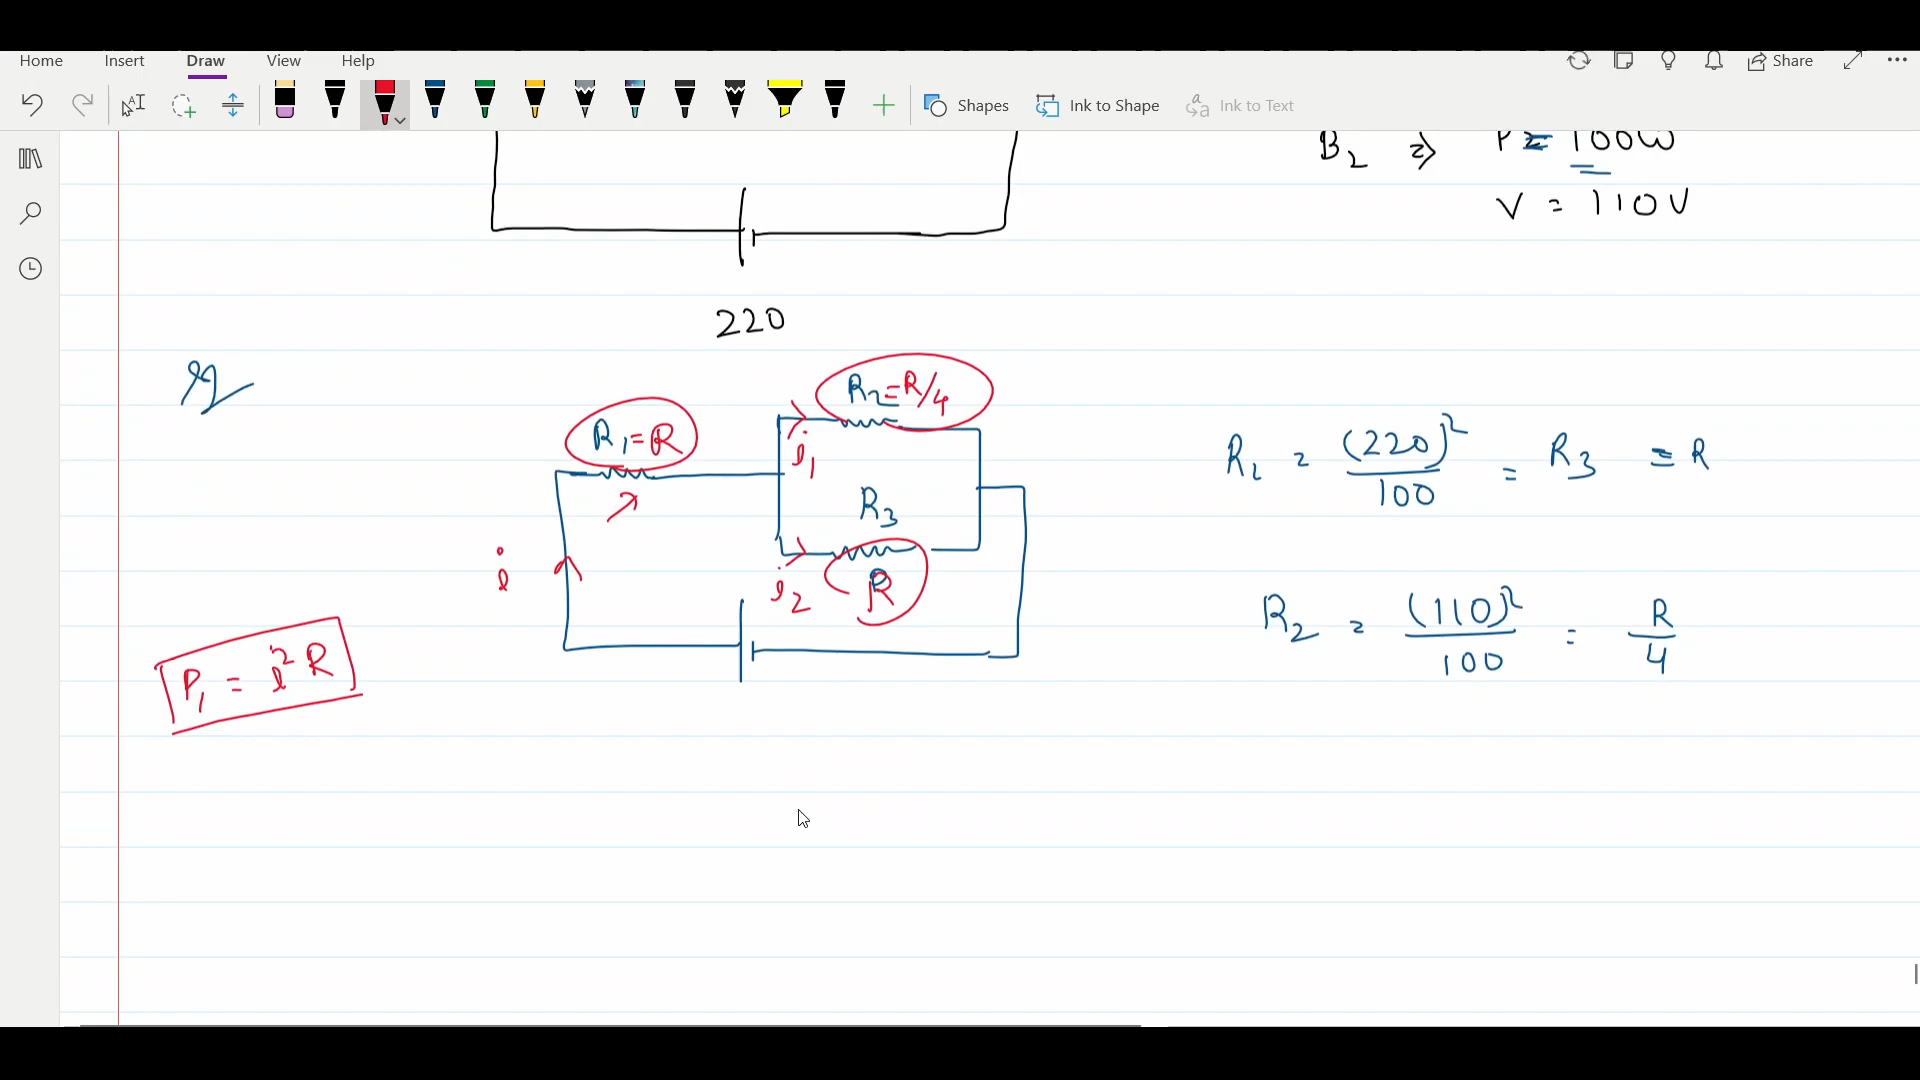 Home Insert Draw View Help Share
Shapes Ink to Shape Ink to Text
B2 ⇒ P = 100W
V = 110V
220
R2 = R/4
R1 = R
i1
R3
i
i2 R
P1 = i²R
R1 = (220)²/100 = R3 = R
R2 = (110)²/100 = R/4